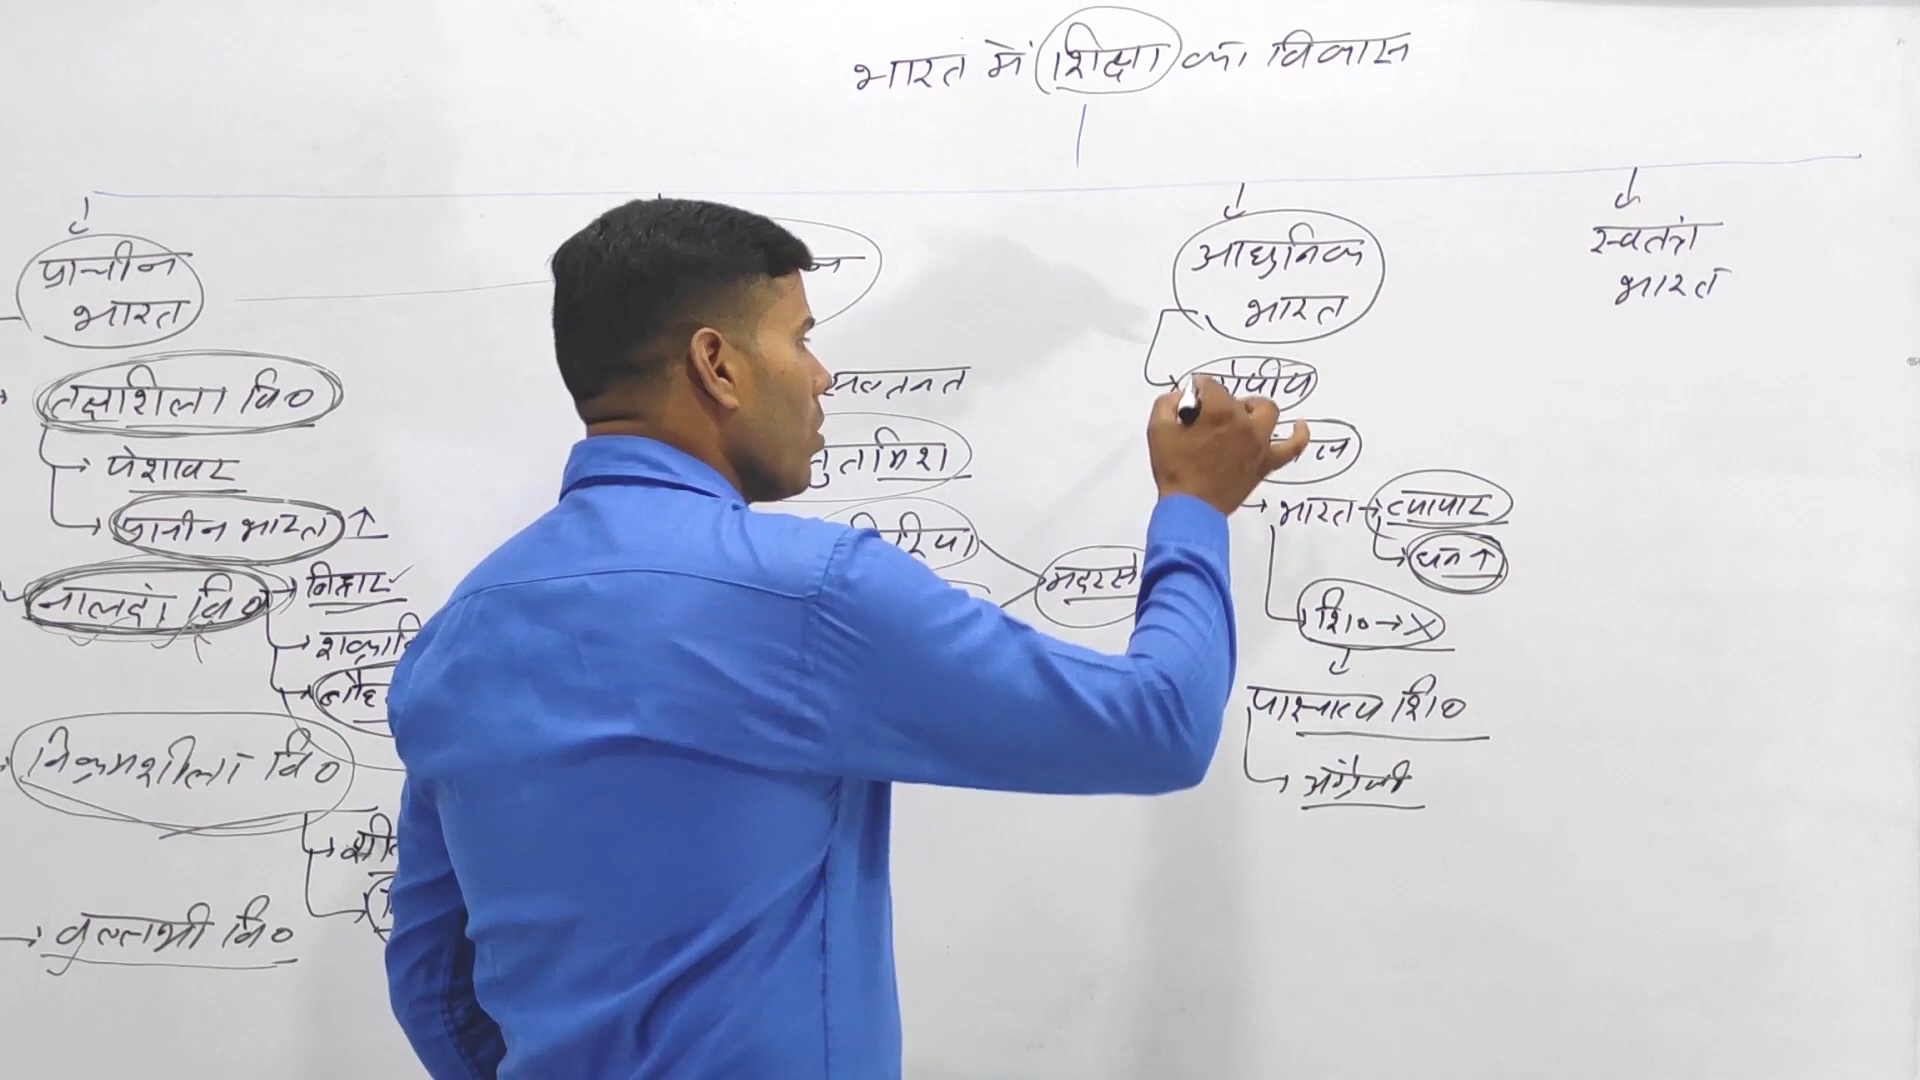 भारत में शिक्षा का विकास
प्राचीन
भारत
तक्षशिला वि०
पेशावर
प्राचीन भारत ↑
नालदां वि०
बिहार
बौद्ध
विक्रमशीला वि०
वल्लभी वि०
सल्तनत
मदरसे
आधुनिक
भारत
भारत → व्यापार
धन ↑
शि० → X
पाश्चात्य शि०
अंग्रेजी
स्वतंत्र
भारत